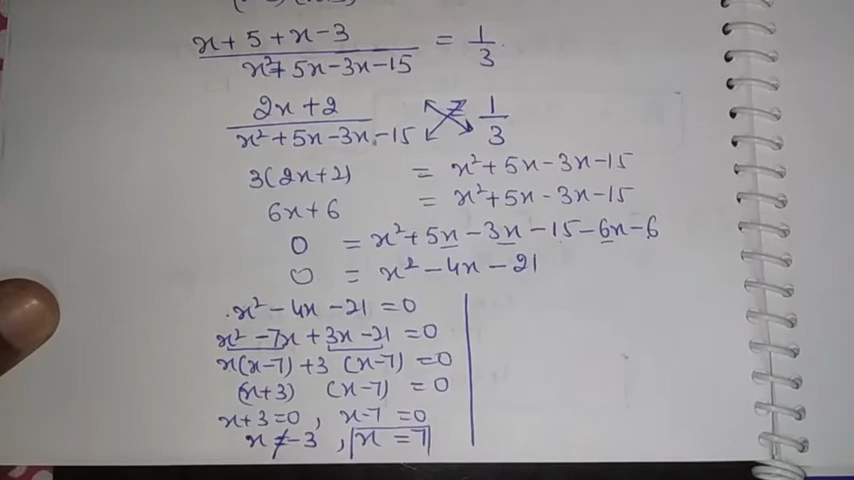 x+5+x-3 / x²+5x-3x-15 = 1/3
2x+2 / x²+5x-3x-15 = 1/3
3(2x+2) = x²+5x-3x-15
6x+6 = x²+5x-3x-15
0 = x²+5x-3x-15-6x-6
0 = x²-4x-21
x²-4x-21=0
x²-7x+3x-21=0
x(x-7)+3(x-7)=0
(x+3) (x-7) =0
x+3=0, x-7=0
x≠-3, x=7